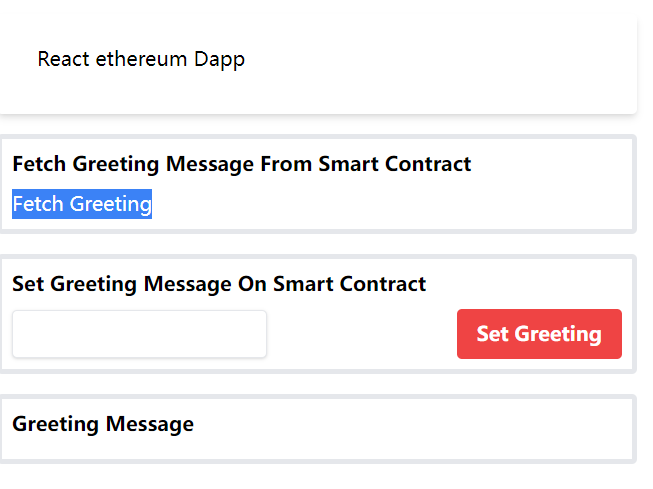 React ethereum Dapp
Fetch Greeting Message From Smart Contract
Fetch Greeting
Set Greeting Message On Smart Contract
Set Greeting
Greeting Message